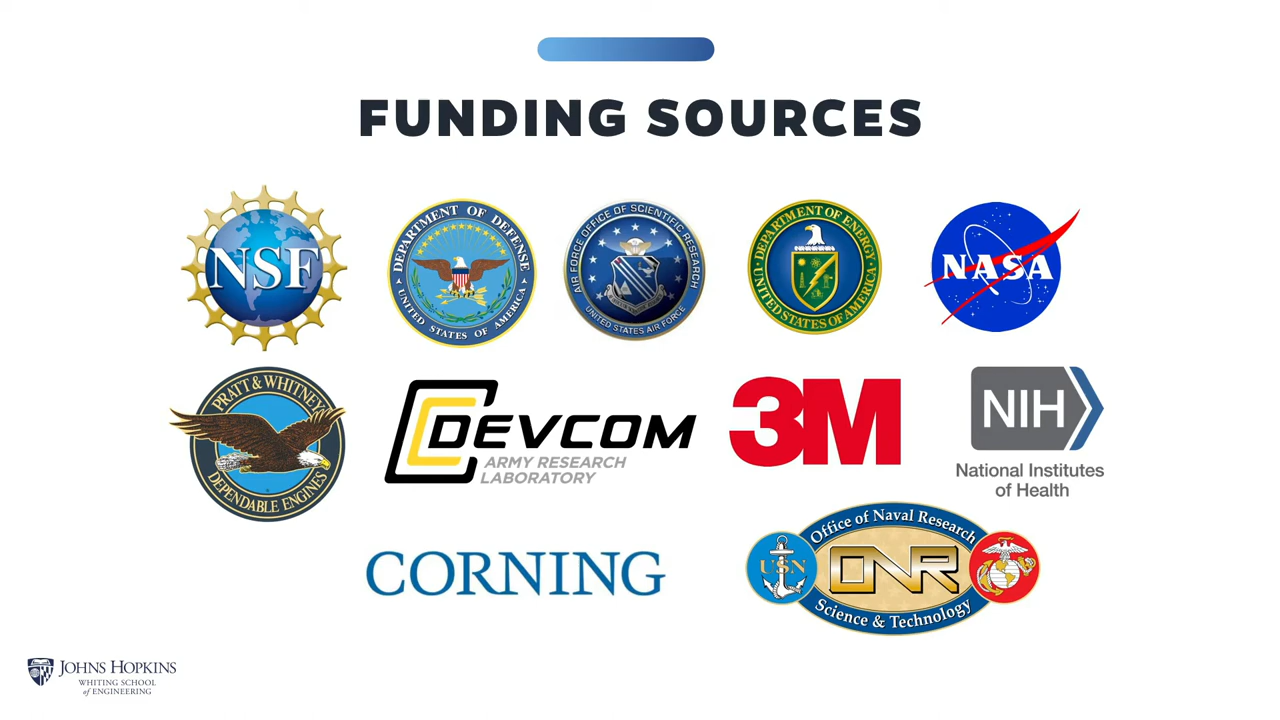 FUNDING SOURCES
NSF
DEPARTMENT OF DEFENSE
UNITED STATES OF AMERICA
AIR FORCE OFFICE OF SCIENTIFIC RESEARCH
UNITED STATES AIR FORCE
DEPARTMENT OF ENERGY
UNITED STATES OF AMERICA
NASA
PRATT & WHITNEY
DEPENDABLE ENGINES
DEVCOM
ARMY RESEARCH
LABORATORY
3M
NIH
National Institutes
of Health
CORNING
Office of Naval Research
USN
ONR
Science & Technology
JOHNS HOPKINS
WHITING SCHOOL
of ENGINEERING